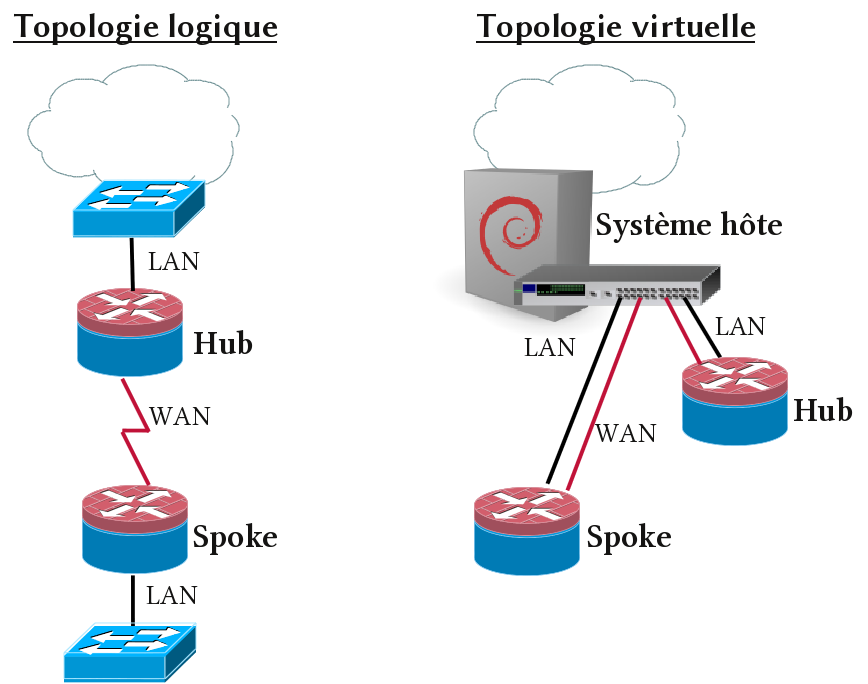 Topologie logique
LAN
Hub
WAN
Spoke
LAN
Topologie virtuelle
Système hôte
LAN
LAN
Hub
WAN
Spoke